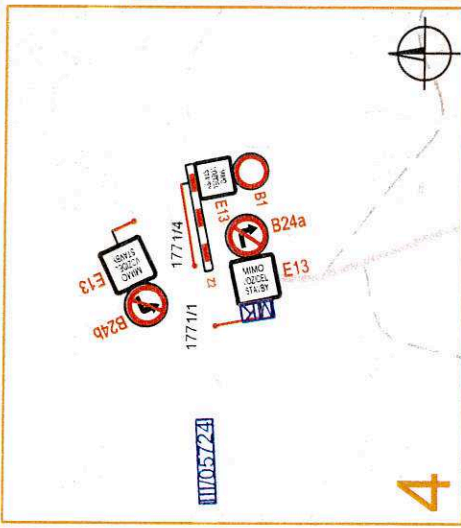 E13
MIMO
VOZIDEL
STAVBY
B24b
1771/4
1771/1
Z2
E13
B1
B24a
E13
MIMO
VOZIDEL
STAVBY
III/05724
4